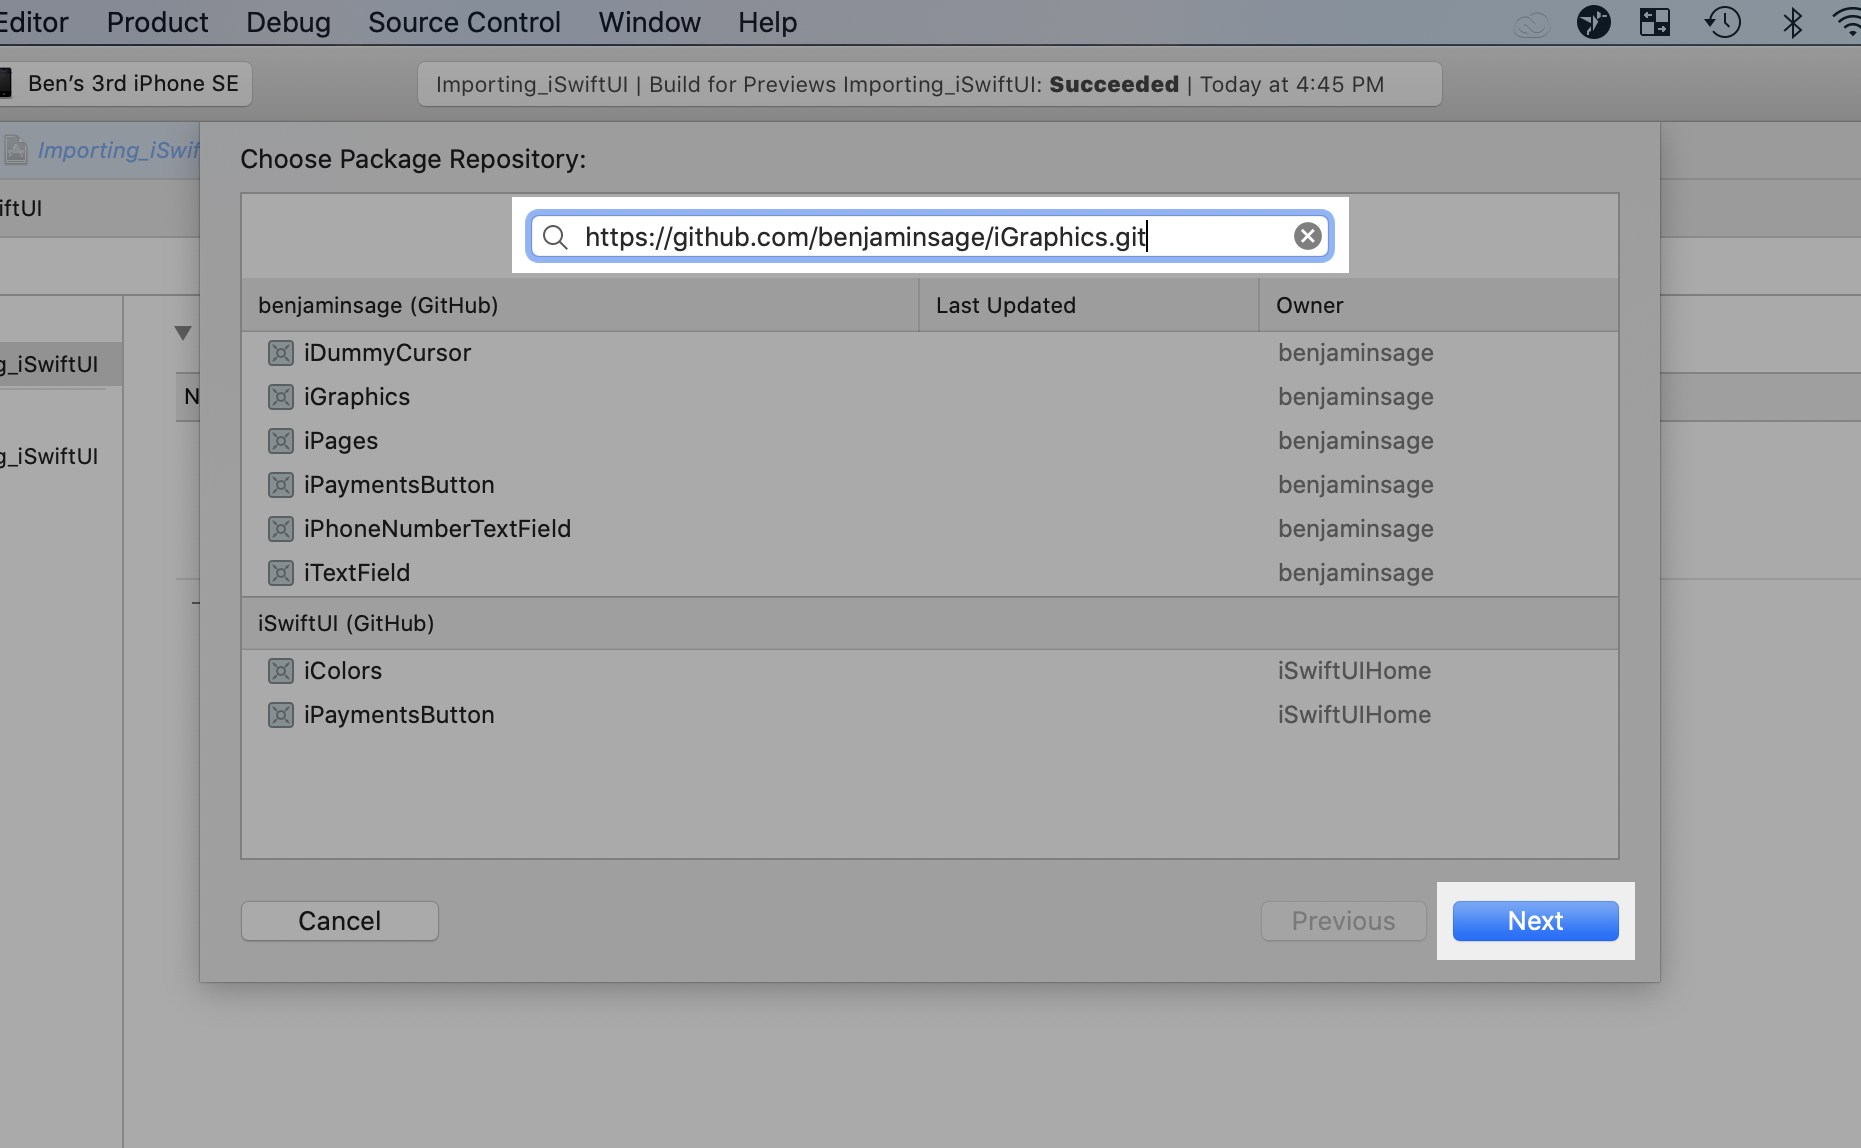 Editor Product Debug Source Control Window Help
Ben's 3rd iPhone SE
Importing_iSwiftUI | Build for Previews Importing_iSwiftUI: Succeeded | Today at 4:45 PM
Importing_iSwif
Choose Package Repository:
iftUI
https://github.com/benjaminsage/iGraphics.git
benjaminsage (GitHub) Last Updated Owner
iDummyCursor benjaminsage
g_iSwiftUI
iGraphics benjaminsage
N
iPages benjaminsage
g_iSwiftUI
iPaymentsButton benjaminsage
iPhoneNumberTextField benjaminsage
iTextField benjaminsage
iSwiftUI (GitHub)
iColors iSwiftUIHome
iPaymentsButton iSwiftUIHome
Cancel Previous Next